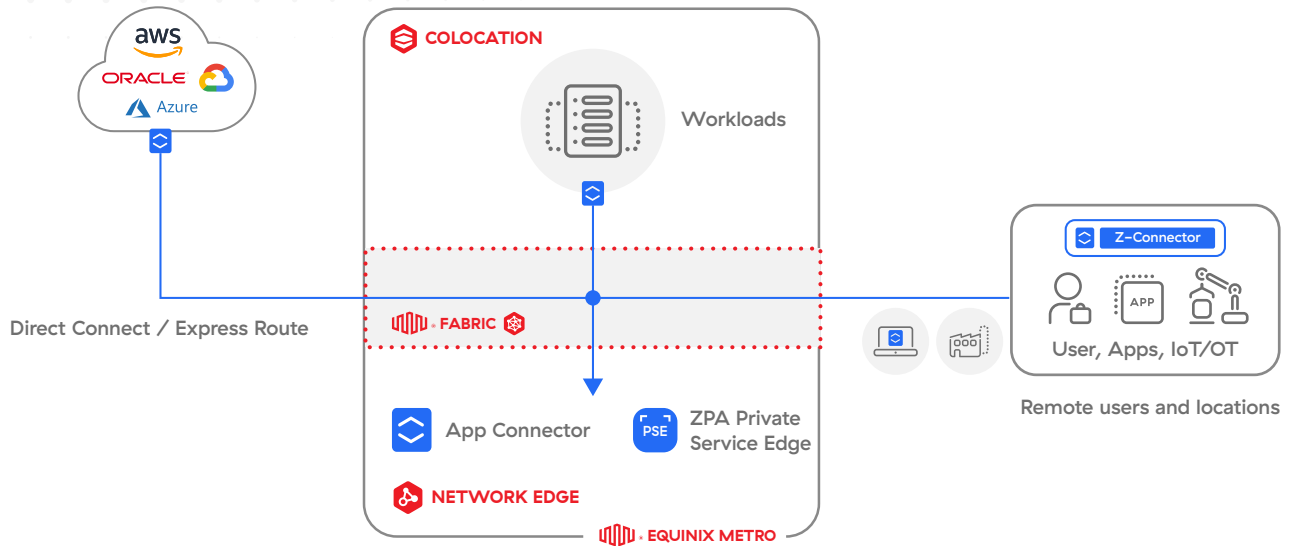 aws
ORACLE
Azure
Direct Connect / Express Route
COLOCATION
Workloads
FABRIC
App Connector
PSE
ZPA Private
Service Edge
NETWORK EDGE
EQUINIX METRO
Z-Connector
APP
User, Apps, IoT/OT
Remote users and locations